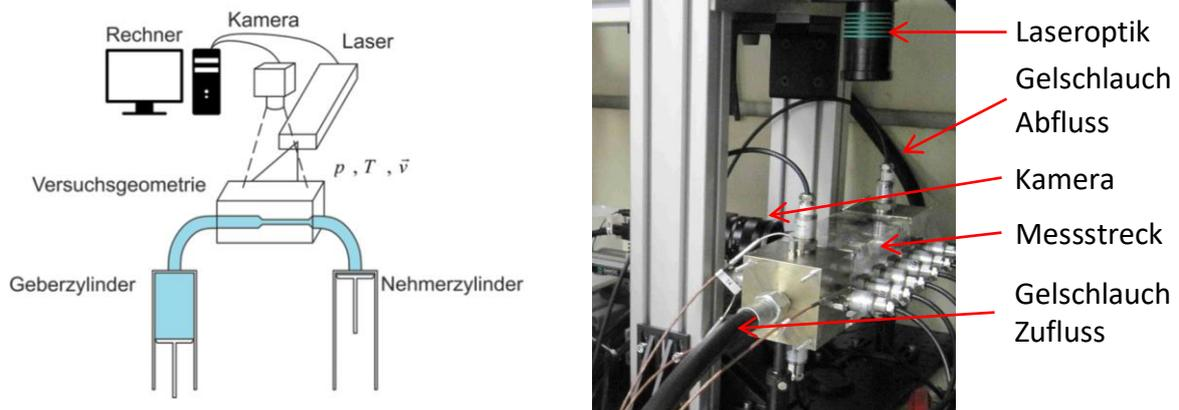 Kamera
Rechner
Laser
p , T , v⃗
Versuchsgeometrie
Geberzylinder
Nehmerzylinder
Laseroptik
Gelschlauch
Abfluss
Kamera
Messstreck
Gelschlauch
Zufluss